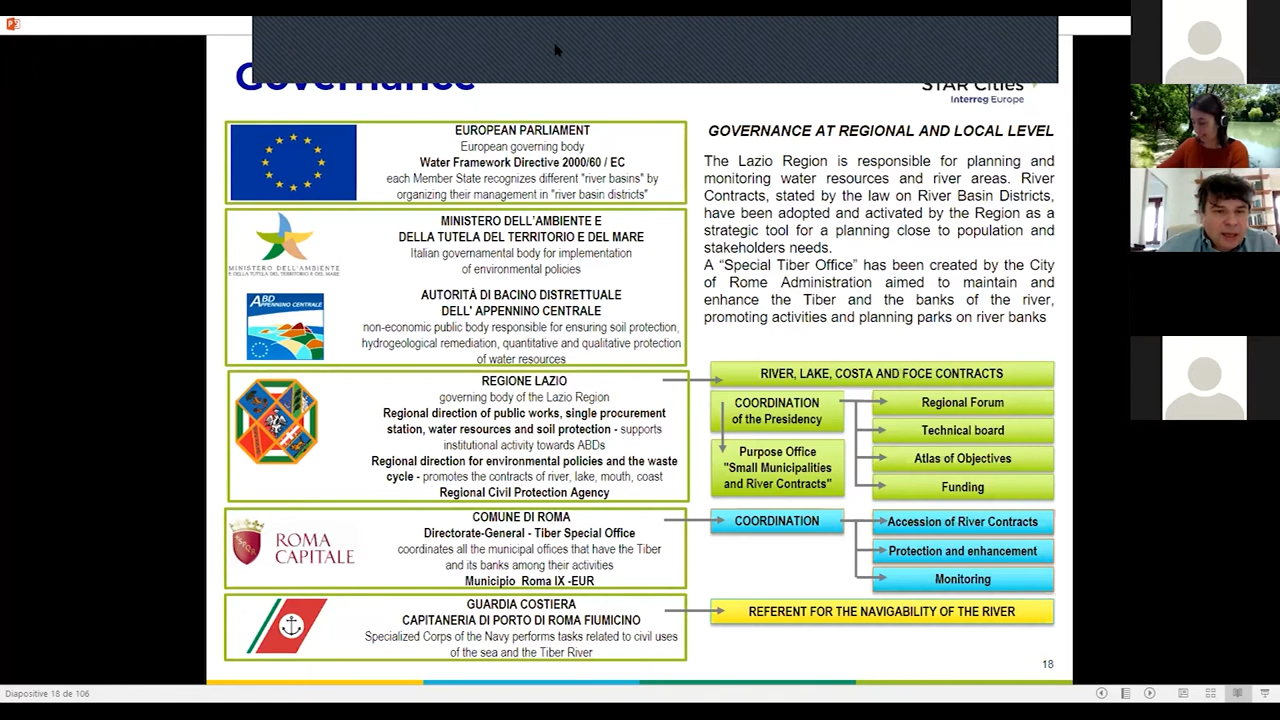 Governance
STAR Cities
Interreg Europe
EUROPEAN PARLIAMENT
European governing body
Water Framework Directive 2000/60 / EC
each Member State recognizes different "river basins" by
organizing their management in "river basin districts"
MINISTERO DELL'AMBIENTE
E DELLA TUTELA DEL TERRITORIO E DEL MARE
MINISTERO DELL'AMBIENTE E
DELLA TUTELA DEL TERRITORIO E DEL MARE
Italian governamental body for implementation
of environmental policies
ABD
APPENNINO CENTRALE
AUTORITÀ DI BACINO DISTRETTUALE
DELL' APPENNINO CENTRALE
non-economic public body responsible for ensuring soil protection,
hydrogeological remediation, quantitative and qualitative protection
of water resources
REGIONE LAZIO
governing body of the Lazio Region
Regional direction of public works, single procurement
station, water resources and soil protection - supports
institutional activity towards ABDs
Regional direction for environmental policies and the waste
cycle - promotes the contracts of river, lake, mouth, coast
Regional Civil Protection Agency
ROMA
CAPITALE
COMUNE DI ROMA
Directorate-General - Tiber Special Office
coordinates all the municipal offices that have the Tiber
and its banks among their activities
Municipio Roma IX -EUR
GUARDIA COSTIERA
CAPITANERIA DI PORTO DI ROMA FIUMICINO
Specialized Corps of the Navy performs tasks related to civil uses
of the sea and the Tiber River
GOVERNANCE AT REGIONAL AND LOCAL LEVEL
The Lazio Region is responsible for planning and
monitoring water resources and river areas. River
Contracts, stated by the law on River Basin Districts,
have been adopted and activated by the Region as a
strategic tool for a planning close to population and
stakeholders needs.
A "Special Tiber Office" has been created by the City
of Rome Administration aimed to maintain and
enhance the Tiber and the banks of the river,
promoting activities and planning parks on river banks
RIVER, LAKE, COSTA AND FOCE CONTRACTS
COORDINATION
of the Presidency
Purpose Office
"Small Municipalities
and River Contracts"
Regional Forum
Technical board
Atlas of Objectives
Funding
COORDINATION
Accession of River Contracts
Protection and enhancement
Monitoring
REFERENT FOR THE NAVIGABILITY OF THE RIVER
18
Diapositive 18 de 106